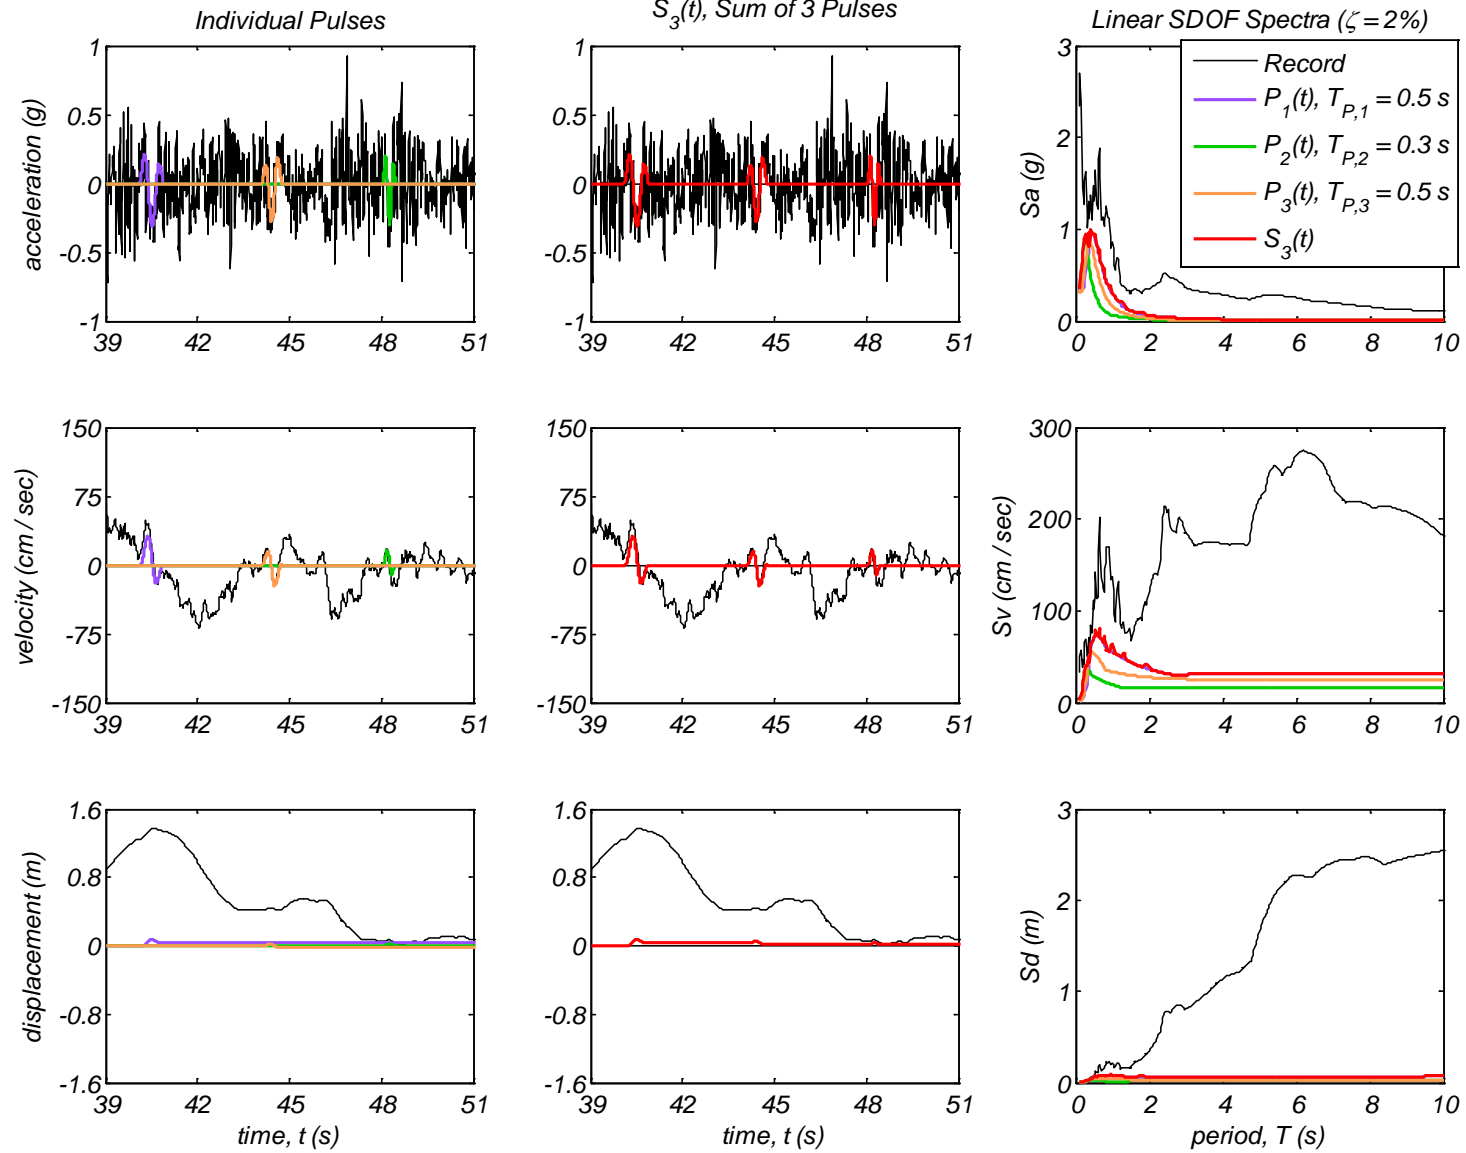 Individual Pulses
S3(t), Sum of 3 Pulses
Linear SDOF Spectra (ζ = 2%)
acceleration (g)
1
0.5
0
-0.5
-1
39 42 45 48 51
1
0.5
0
-0.5
-1
39 42 45 48 51
Sa (g)
3
2
1
0
0 2 4 6 8 10
Record
P1(t), TP,1 = 0.5 s
P2(t), TP,2 = 0.3 s
P3(t), TP,3 = 0.5 s
S3(t)
velocity (cm / sec)
150
75
0
-75
-150
39 42 45 48 51
150
75
0
-75
-150
39 42 45 48 51
Sv (cm / sec)
300
200
100
0
0 2 4 6 8 10
displacement (m)
1.6
0.8
0
-0.8
-1.6
39 42 45 48 51
time, t (s)
1.6
0.8
0
-0.8
-1.6
39 42 45 48 51
time, t (s)
Sd (m)
3
2
1
0
0 2 4 6 8 10
period, T (s)